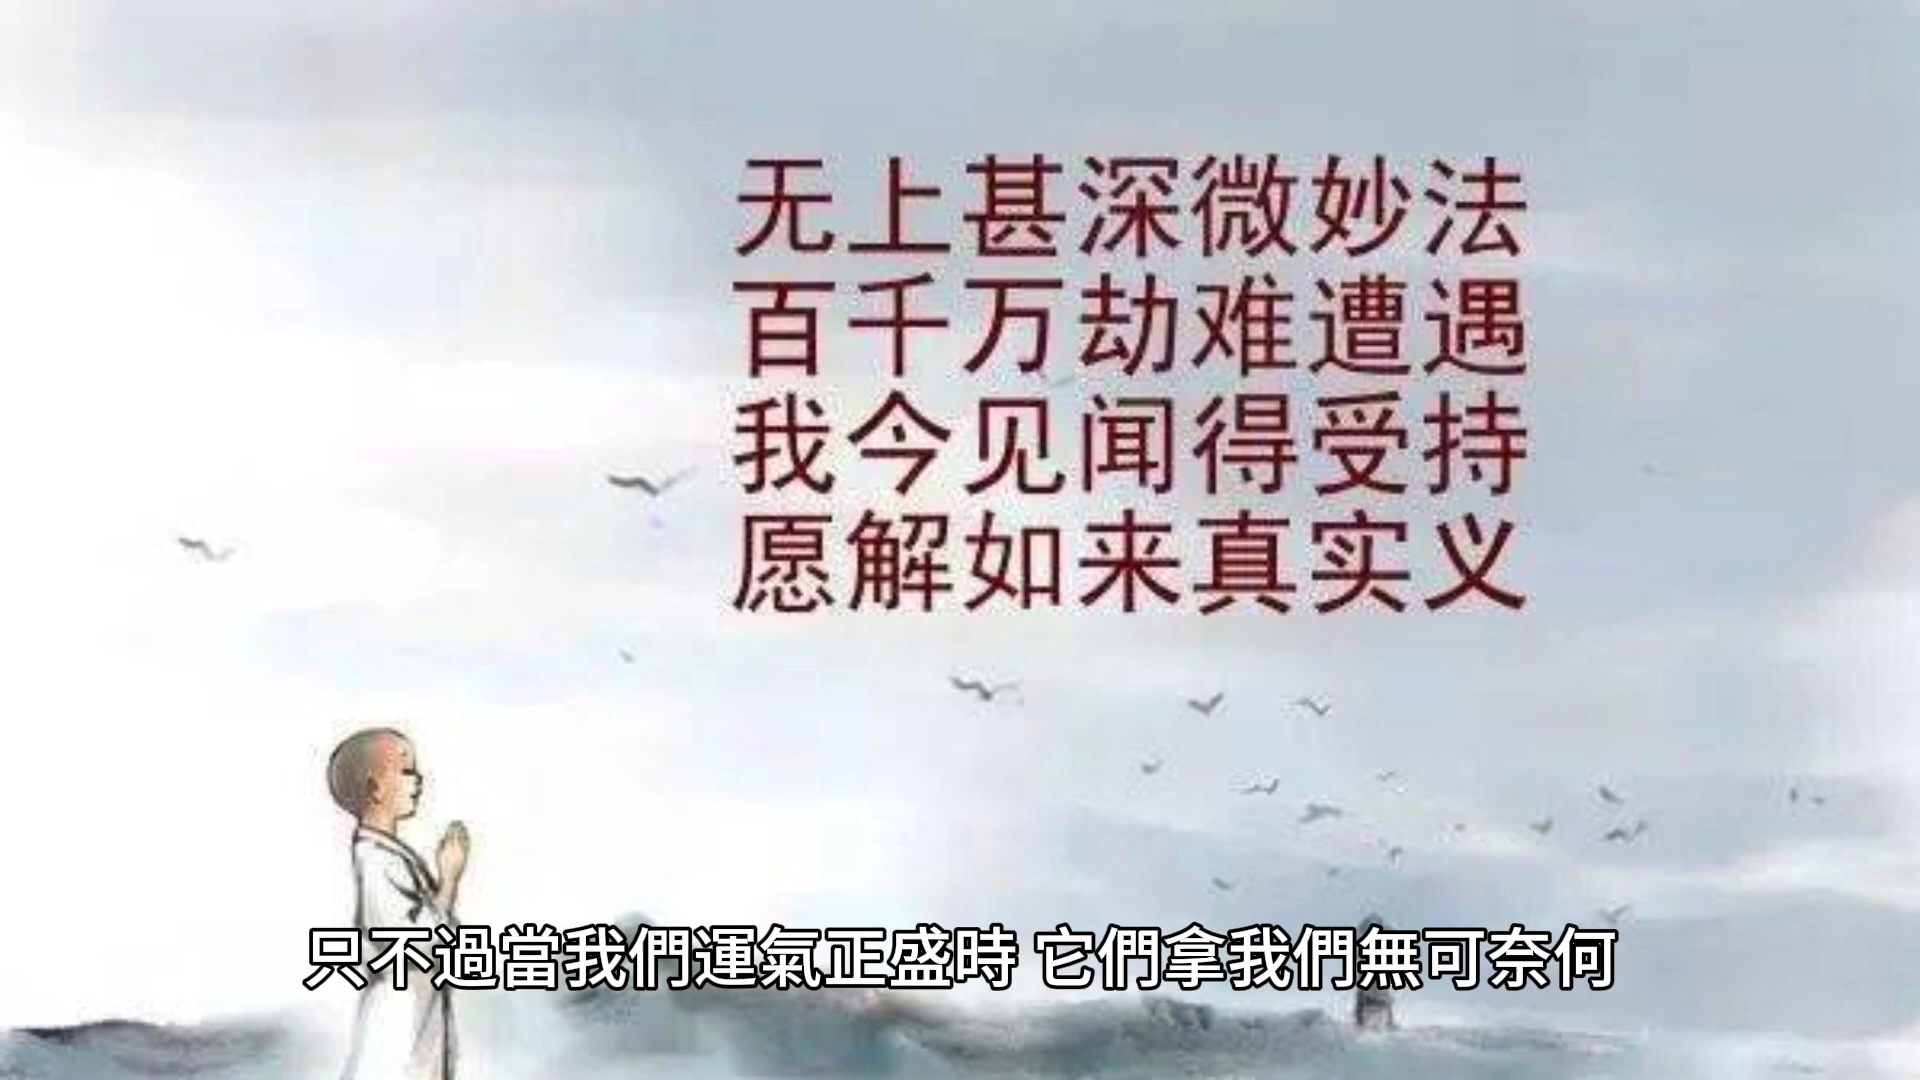 无上甚深微妙法
百千万劫难遭遇
我今见闻得受持
愿解如来真实义
只不過當我們運氣正盛時 它們拿我們無可奈何